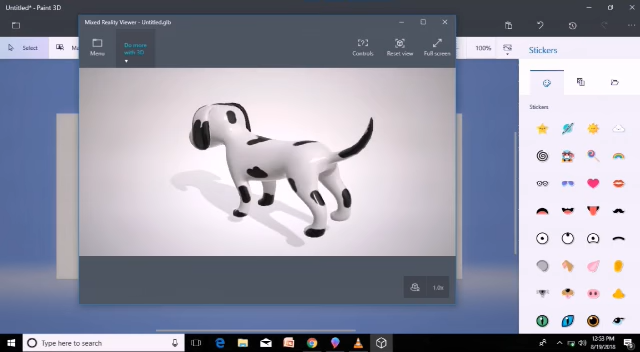 Untitled* - Paint 3D
Mixed Reality Viewer - Untitled.glb
Select
Ma
Menu
Do more
with 3D
Controls
Reset view
Full screen
100%
Stickers
Stickers
1.0x
Type here to search
12:53 PM
8/19/2018